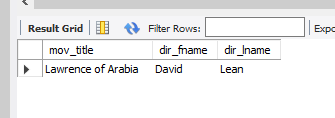 Result Grid Filter Rows: Expo
mov_title dir_fname dir_lname
Lawrence of Arabia David Lean